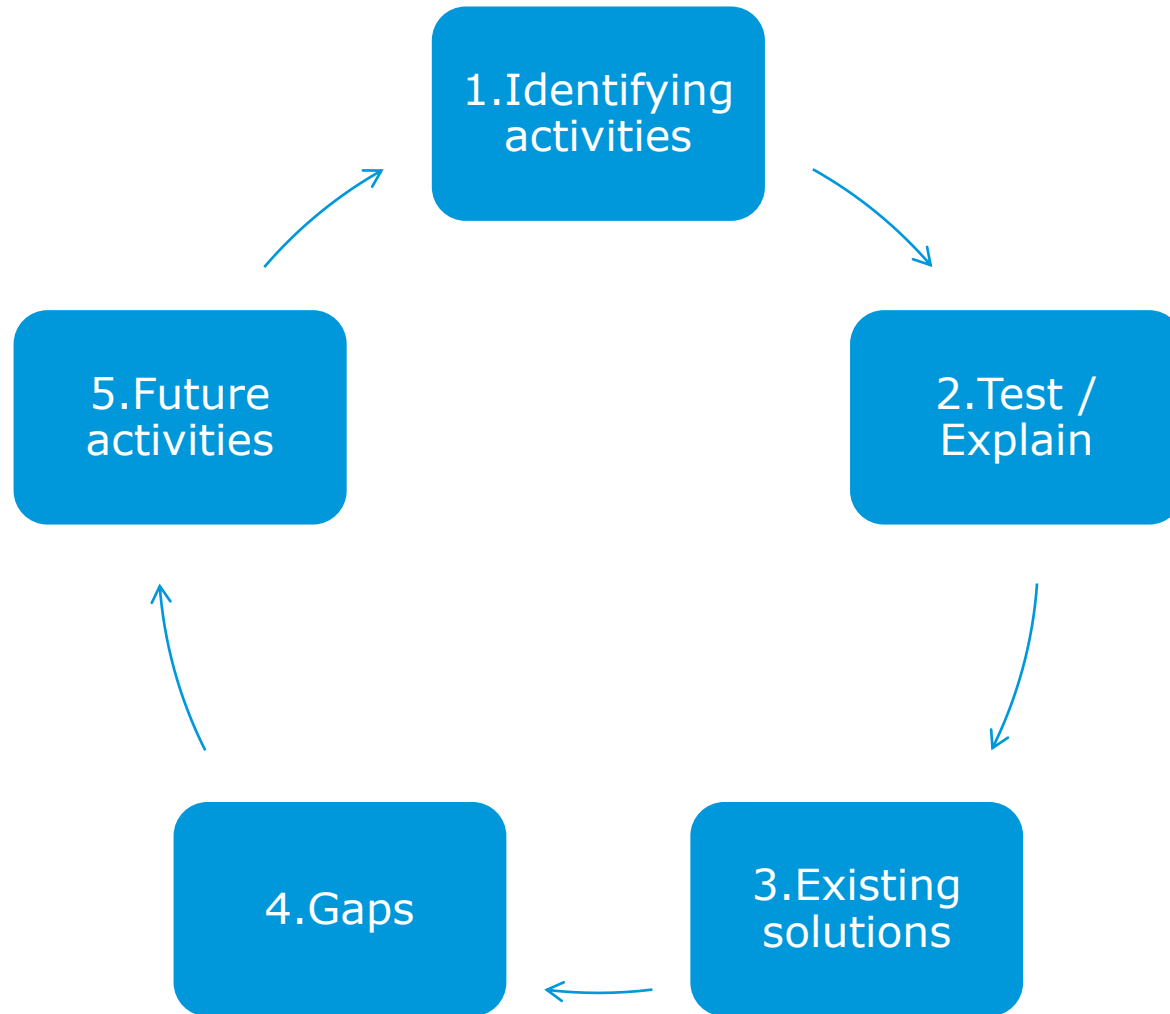 1.Identifying
activities
2.Test /
Explain
3.Existing
solutions
4.Gaps
5.Future
activities